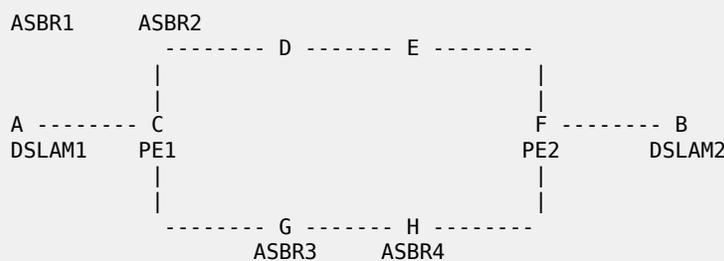 ASBR1 ASBR2
-------- D ------- E --------
| |
| |
A -------- C F -------- B
DSLAM1 PE1 PE2 DSLAM2
| |
| |
-------- G ------- H --------
ASBR3 ASBR4